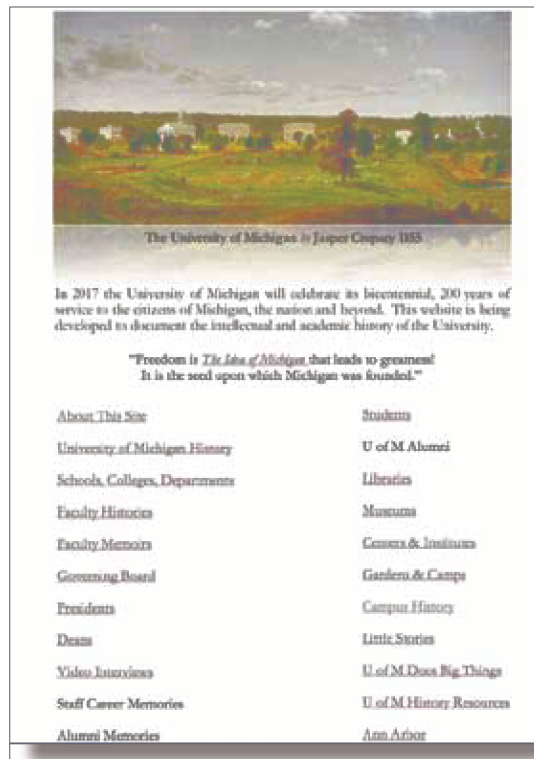 The University of Michigan by Jasper Cropsey 1855
In 2017 the University of Michigan will celebrate its bicentennial, 200 years of
service to the citizens of Michigan, the nation and beyond. This website is being
developed to document the intellectual and academic history of the University.
“Freedom is The Idea of Michigan that leads to greatness!
It is the seed upon which Michigan was founded.”
About This Site
University of Michigan History
Schools, Colleges, Departments
Faculty Histories
Faculty Memoirs
Governing Board
Presidents
Deans
Video Interviews
Staff Career Memories
Alumni Memories
Students
U of M Alumni
Libraries
Museums
Centers & Institutes
Gardens & Camps
Campus History
Little Stories
U of M Does Big Things
U of M History Resources
Ann Arbor